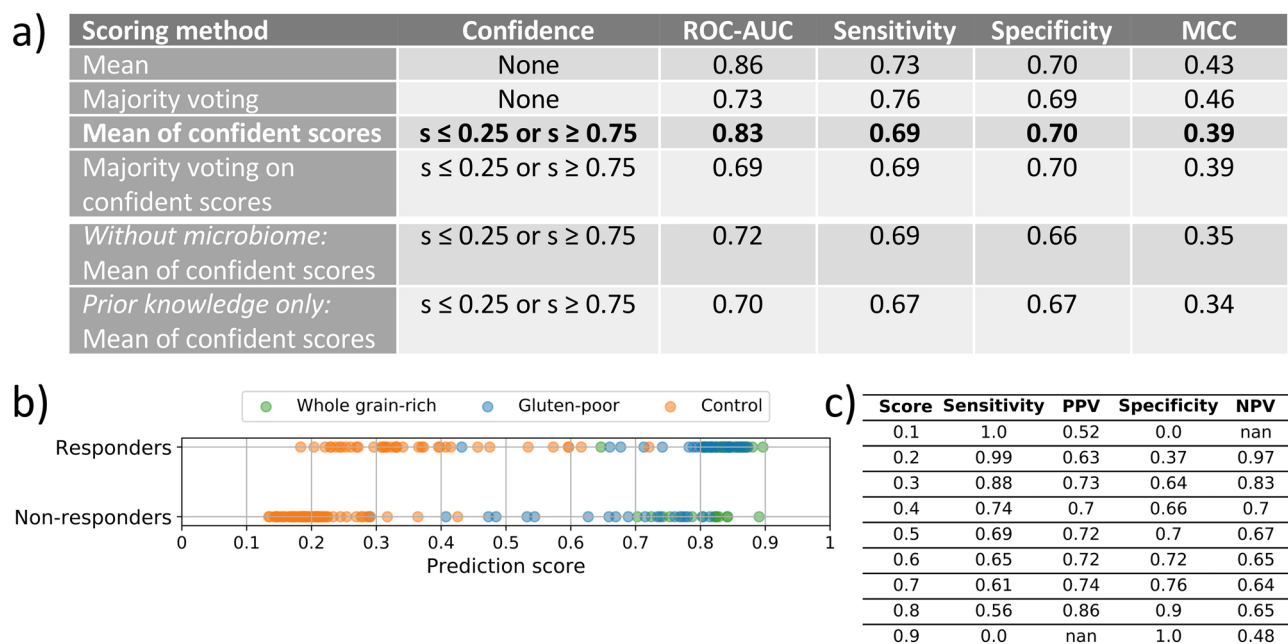 a)
Scoring method Confidence ROC-AUC Sensitivity Specificity MCC
Mean None 0.86 0.73 0.70 0.43
Majority voting None 0.73 0.76 0.69 0.46
Mean of confident scores s ≤ 0.25 or s ≥ 0.75 0.83 0.69 0.70 0.39
Majority voting on s ≤ 0.25 or s ≥ 0.75 0.69 0.69 0.70 0.39
confident scores
Without microbiome: s ≤ 0.25 or s ≥ 0.75 0.72 0.69 0.66 0.35
Mean of confident scores
Prior knowledge only: s ≤ 0.25 or s ≥ 0.75 0.70 0.67 0.67 0.34
Mean of confident scores
b)
Whole grain-rich Gluten-poor Control
Responders
Non-responders
0 0.1 0.2 0.3 0.4 0.5 0.6 0.7 0.8 0.9 1
Prediction score
c)
Score Sensitivity PPV Specificity NPV
0.1 1.0 0.52 0.0 nan
0.2 0.99 0.63 0.37 0.97
0.3 0.88 0.73 0.64 0.83
0.4 0.74 0.7 0.66 0.7
0.5 0.69 0.72 0.7 0.67
0.6 0.65 0.72 0.72 0.65
0.7 0.61 0.74 0.76 0.64
0.8 0.56 0.86 0.9 0.65
0.9 0.0 nan 1.0 0.48